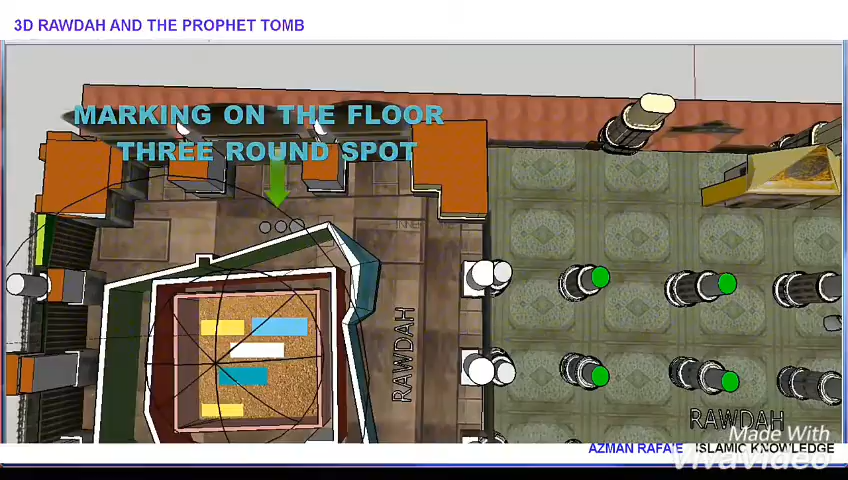 3D RAWDAH AND THE PROPHET TOMB
MARKING ON THE FLOOR
THREE ROUND SPOT
RAWDAH
RAWDAH
Made With
VivaVideo
AZMAN RAFA'E ISLAMIC KNOWLEDGE